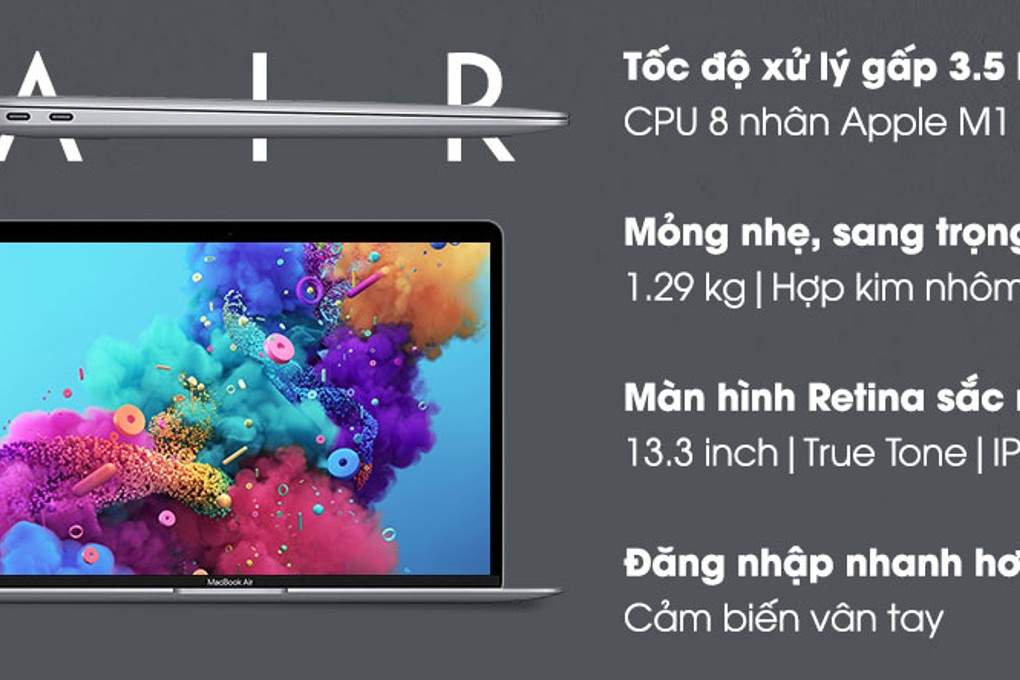 AIR
Tốc độ xử lý gấp 3.5
CPU 8 nhân Apple M1
Mỏng nhẹ, sang trọng
1.29 kg | Hợp kim nhôm
Màn hình Retina sắc
13.3 inch | True Tone |
Đăng nhập nhanh hơ
Cảm biến vân tay
MacBook Air